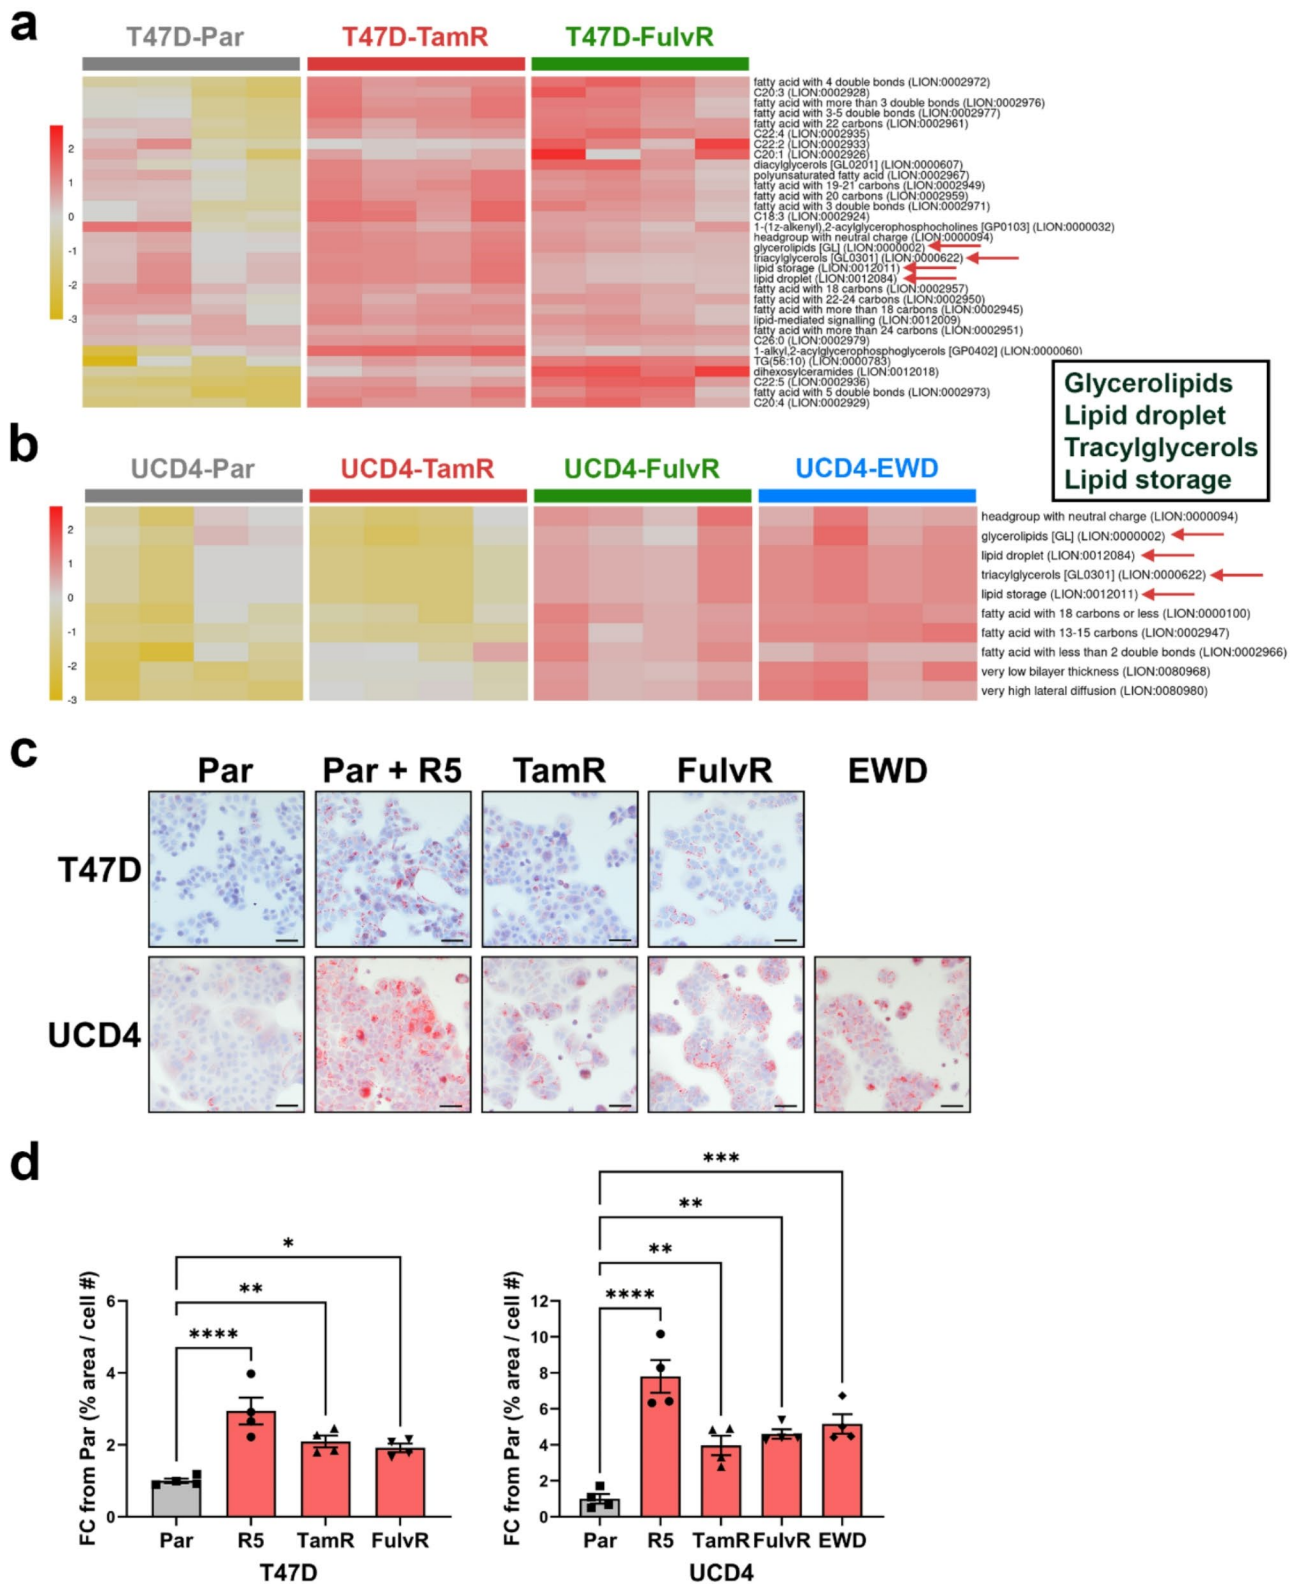 a
T47D-Par T47D-TamR T47D-FulvR
2
1
0
-1
-2
-3
fatty acid with 4 double bonds (LION:0002972)
C20:3 (LION:0002928)
fatty acid with more than 3 double bonds (LION:0002976)
fatty acid with 3-5 double bonds (LION:0002977)
fatty acid with 22 carbons (LION:0002961)
C22:4 (LION:0002935)
C22:2 (LION:0002933)
C20:1 (LION:0002926)
diacylglycerols [GL0201] (LION:0000607)
polyunsaturated fatty acid (LION:0002967)
fatty acid with 19-21 carbons (LION:0002949)
fatty acid with 20 carbons (LION:0002959)
fatty acid with 3 double bonds (LION:0002971)
C18:3 (LION:0002924)
1-(1z-alkenyl),2-acylglycerophosphocholines [GP0103] (LION:0000032)
headgroup with neutral charge (LION:0000094)
glycerolipids [GL] (LION:0000002)
triacylglycerols [GL0301] (LION:0000622)
lipid storage (LION:0012011)
lipid droplet (LION:0012084)
fatty acid with 18 carbons (LION:0002957)
fatty acid with 22-24 carbons (LION:0002950)
fatty acid with more than 18 carbons (LION:0002945)
lipid-mediated signalling (LION:0012009)
fatty acid with more than 24 carbons (LION:0002951)
C26:0 (LION:0002979)
1-alkyl,2-acylglycerophosphoglycerols [GP0402] (LION:0000060)
TG(56:10) (LION:0000783)
dihexosylceramides (LION:0012018)
C22:5 (LION:0002936)
fatty acid with 5 double bonds (LION:0002973)
C20:4 (LION:0002929)
Glycerolipids
Lipid droplet
Tracylglycerols
Lipid storage
b
UCD4-Par UCD4-TamR UCD4-FulvR UCD4-EWD
2
1
0
-1
-2
-3
headgroup with neutral charge (LION:0000094)
glycerolipids [GL] (LION:0000002)
lipid droplet (LION:0012084)
triacylglycerols [GL0301] (LION:0000622)
lipid storage (LION:0012011)
fatty acid with 18 carbons or less (LION:0000100)
fatty acid with 13-15 carbons (LION:0002947)
fatty acid with less than 2 double bonds (LION:0002966)
very low bilayer thickness (LION:0080968)
very high lateral diffusion (LION:0080980)
c
Par Par + R5 TamR FulvR EWD
T47D
UCD4
d
FC from Par (% area / cell #)
6
4
2
0
*
**
****
Par R5 TamR FulvR
T47D
FC from Par (% area / cell #)
12
10
8
6
4
2
0
***
**
**
****
Par R5 TamR FulvR EWD
UCD4